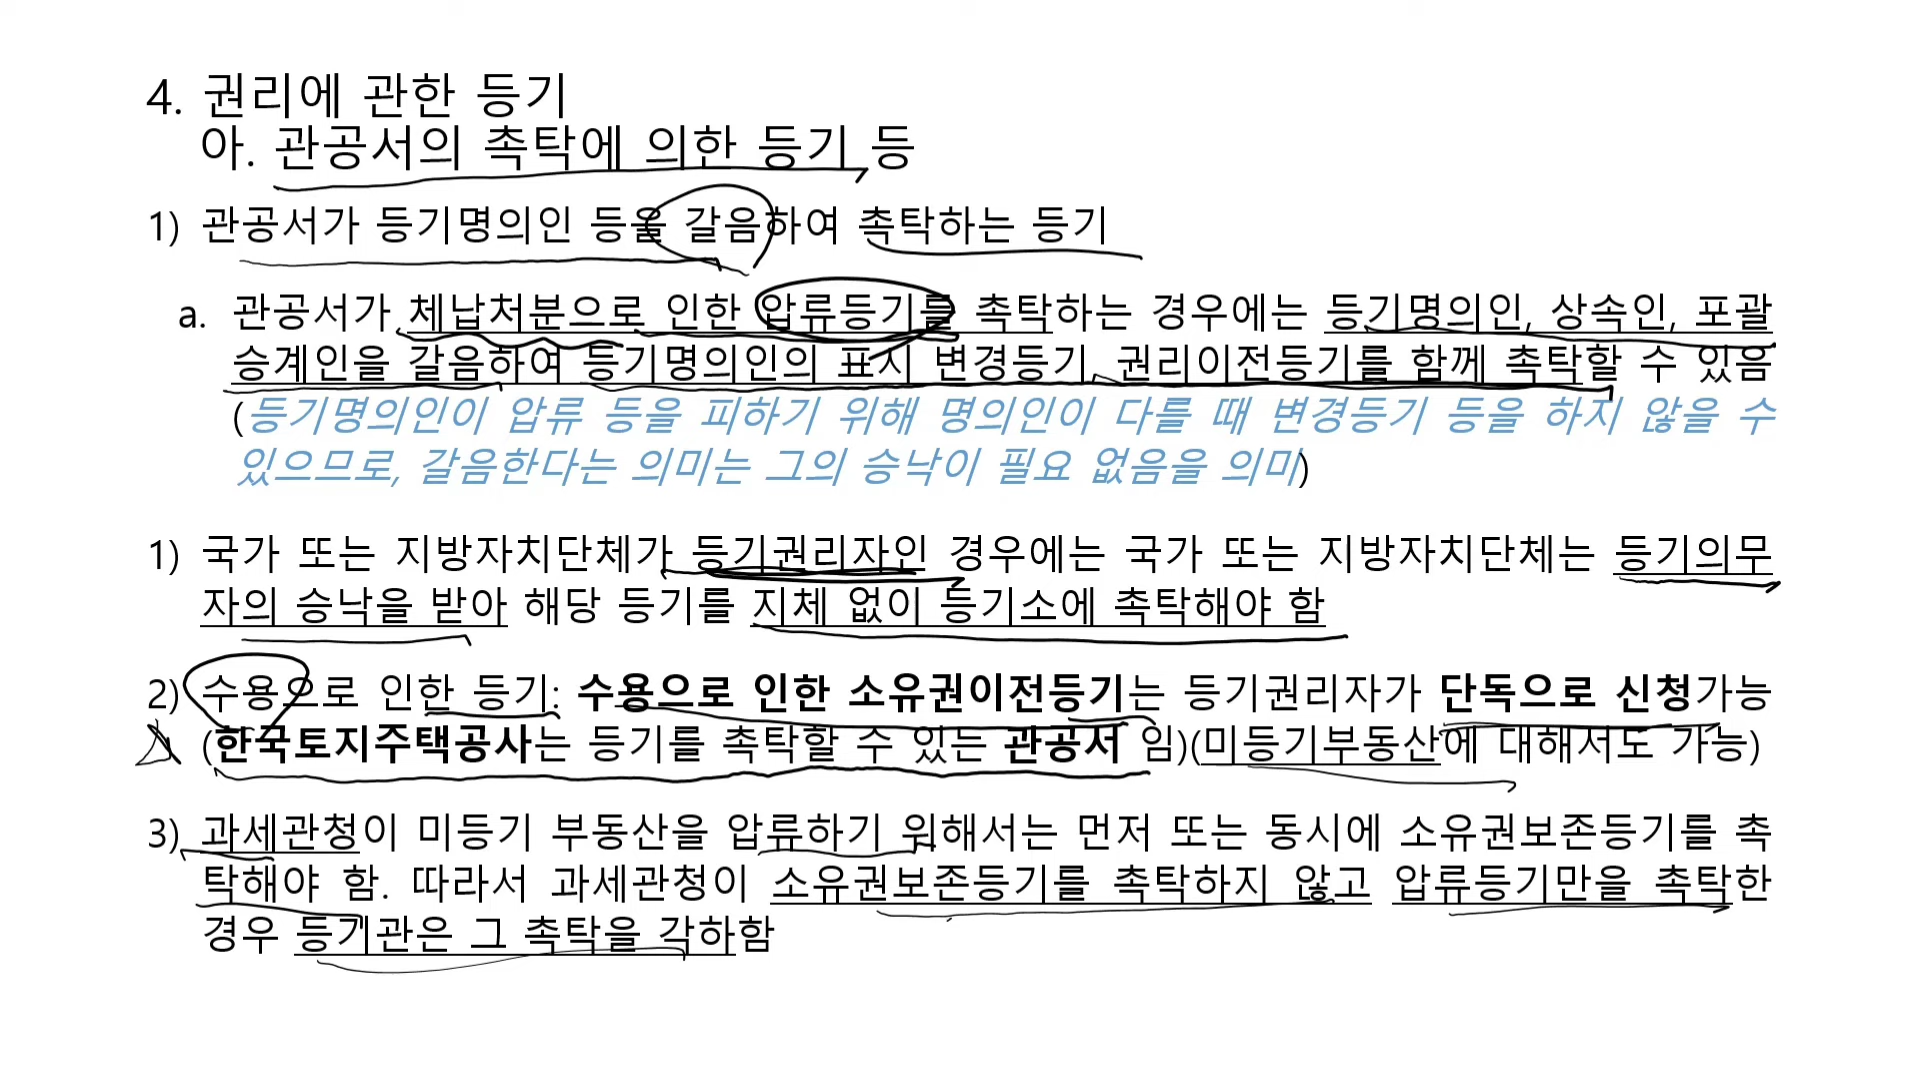 4. 권리에 관한 등기
아. 관공서의 촉탁에 의한 등기 등
1) 관공서가 등기명의인 등을 갈음하여 촉탁하는 등기
a. 관공서가 체납처분으로 인한 압류등기를 촉탁하는 경우에는 등기명의인, 상속인, 포괄
승계인을 갈음하여 등기명의인의 표시 변경등기, 권리이전등기를 함께 촉탁할 수 있음
(등기명의인이 압류 등을 피하기 위해 명의인이 다를 때 변경등기 등을 하지 않을 수
있으므로, 갈음한다는 의미는 그의 승낙이 필요 없음을 의미)
1) 국가 또는 지방자치단체가 등기권리자인 경우에는 국가 또는 지방자치단체는 등기의무
자의 승낙을 받아 해당 등기를 지체 없이 등기소에 촉탁해야 함
2) 수용으로 인한 등기: 수용으로 인한 소유권이전등기는 등기권리자가 단독으로 신청가능
(한국토지주택공사는 등기를 촉탁할 수 있는 관공서 임)(미등기부동산에 대해서도 가능)
3) 과세관청이 미등기 부동산을 압류하기 위해서는 먼저 또는 동시에 소유권보존등기를 촉
탁해야 함. 따라서 과세관청이 소유권보존등기를 촉탁하지 않고 압류등기만을 촉탁한
경우 등기관은 그 촉탁을 각하함